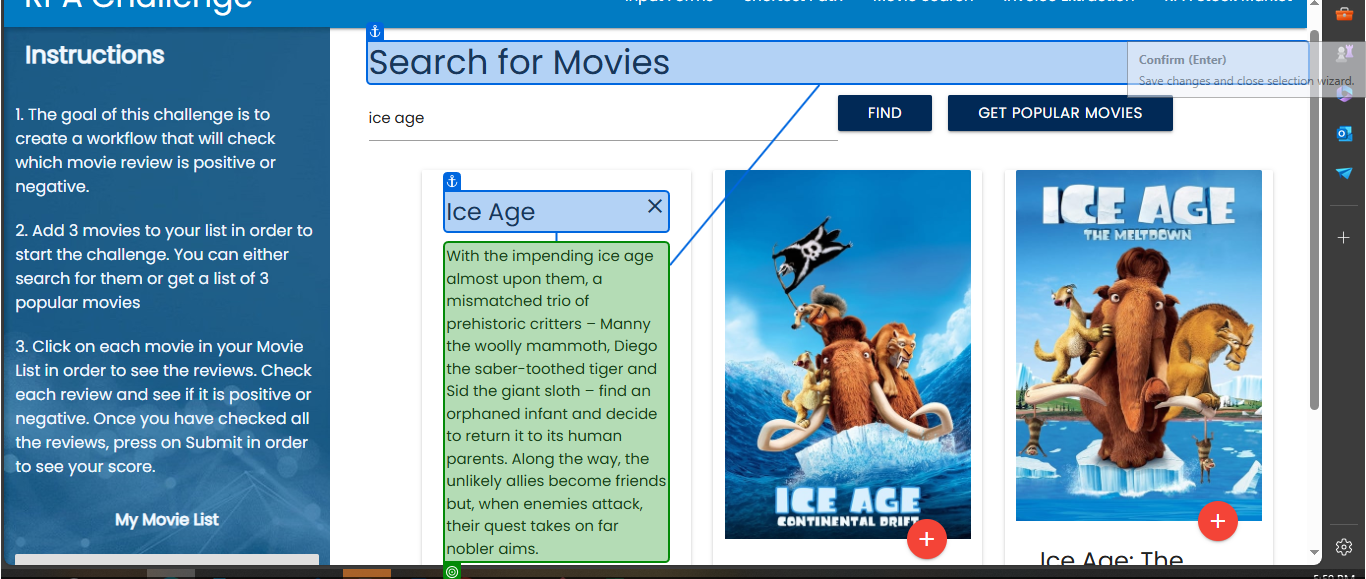 RPA Challenge
Input Forms Shortest Path Movie Search Invoice Extraction RPA Stock Market
Instructions
1. The goal of this challenge is to
create a workflow that will check
which movie review is positive or
negative.
2. Add 3 movies to your list in order to
start the challenge. You can either
search for them or get a list of 3
popular movies
3. Click on each movie in your Movie
List in order to see the reviews. Check
each review and see if it is positive or
negative. Once you have checked all
the reviews, press on Submit in order
to see your score.
My Movie List
Search for Movies
Confirm (Enter)
Save changes and close selection wizard.
ice age
FIND
GET POPULAR MOVIES
Ice Age
With the impending ice age
almost upon them, a
mismatched trio of
prehistoric critters – Manny
the woolly mammoth, Diego
the saber-toothed tiger and
Sid the giant sloth – find an
orphaned infant and decide
to return it to its human
parents. Along the way, the
unlikely allies become friends
but, when enemies attack,
their quest takes on far
nobler aims.
ICE AGE
CONTINENTAL DRIFT
ICE AGE
THE MELTDOWN
Ice Age: The